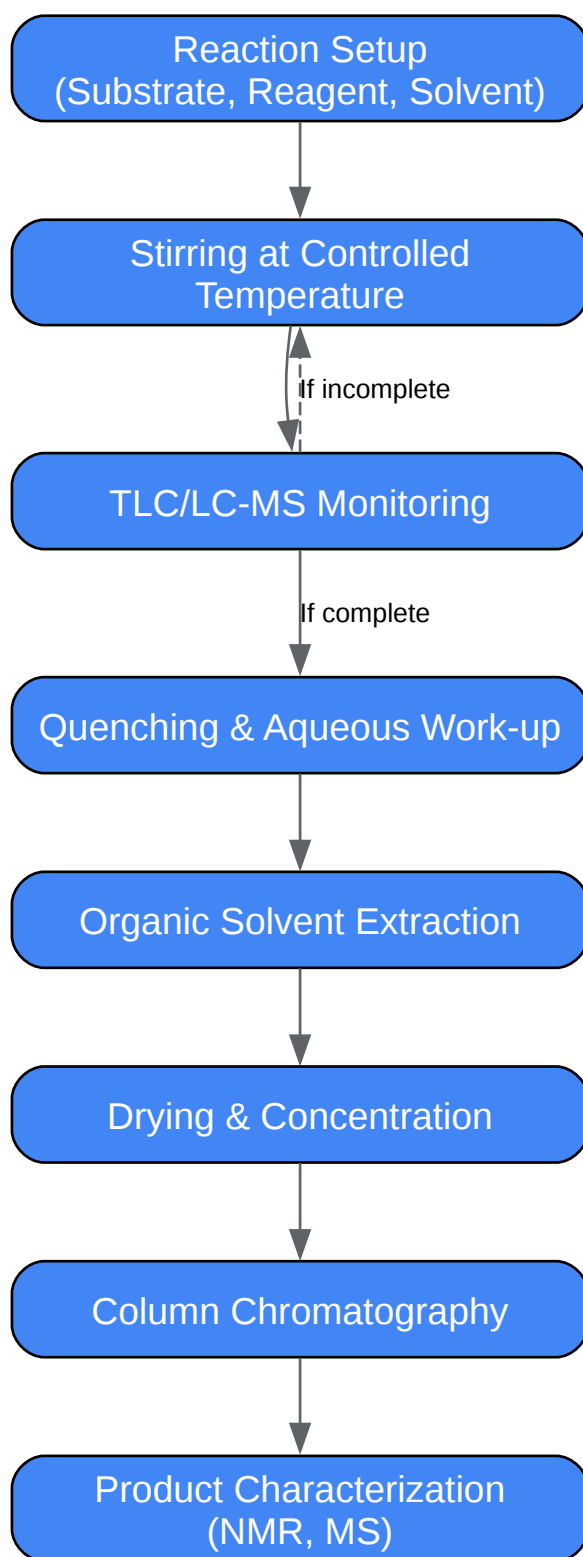 Reaction Setup
(Substrate, Reagent, Solvent)
Stirring at Controlled
Temperature
If incomplete
TLC/LC-MS Monitoring
If complete
Quenching & Aqueous Work-up
Organic Solvent Extraction
Drying & Concentration
Column Chromatography
Product Characterization
(NMR, MS)